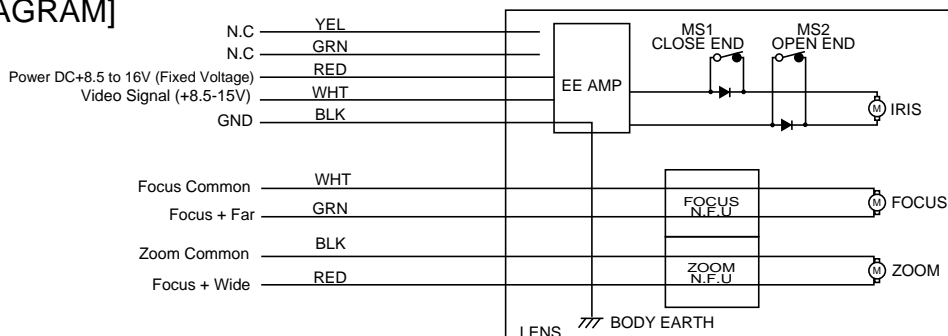 AGRAM]
N.C YEL
N.C GRN
Power DC+8.5 to 16V (Fixed Voltage) RED
Video Signal (+8.5-15V) WHT
GND BLK
EE AMP
MS1
CLOSE END
MS2
OPEN END
M IRIS
Focus Common WHT
Focus + Far GRN
FOCUS
N.F.U
M FOCUS
Zoom Common BLK
Focus + Wide RED
ZOOM
N.F.U
M ZOOM
LENS
BODY EARTH